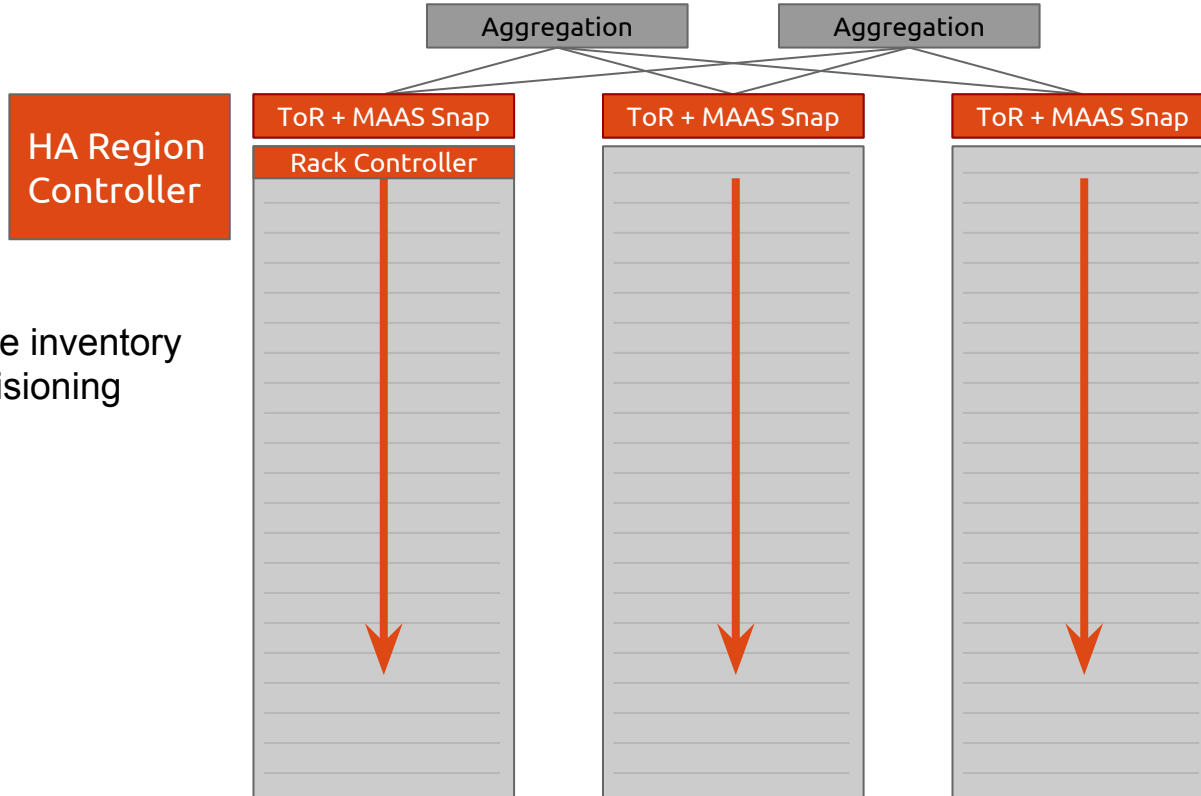 Aggregation
Aggregation
HA Region
Controller
ToR + MAAS Snap
ToR + MAAS Snap
ToR + MAAS Snap
Rack Controller
e inventory
isioning